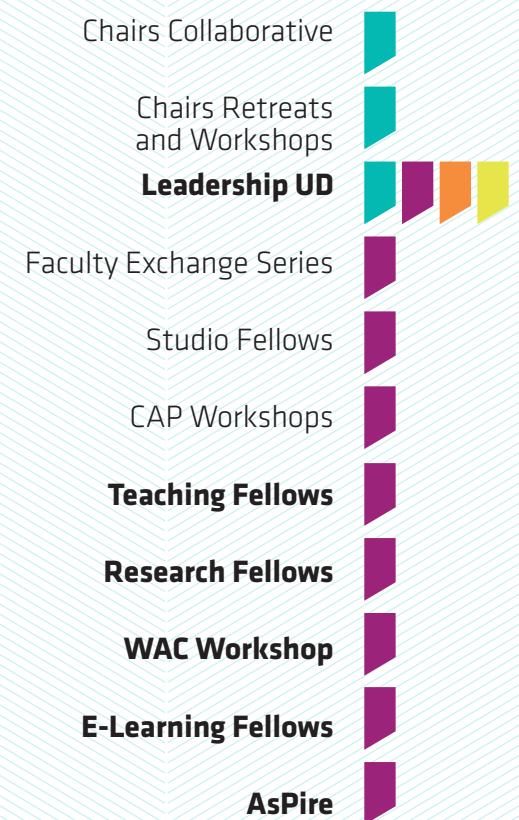 Chairs Collaborative
Chairs Retreats
and Workshops
Leadership UD
Faculty Exchange Series
Studio Fellows
CAP Workshops
Teaching Fellows
Research Fellows
WAC Workshop
E-Learning Fellows
AsPire